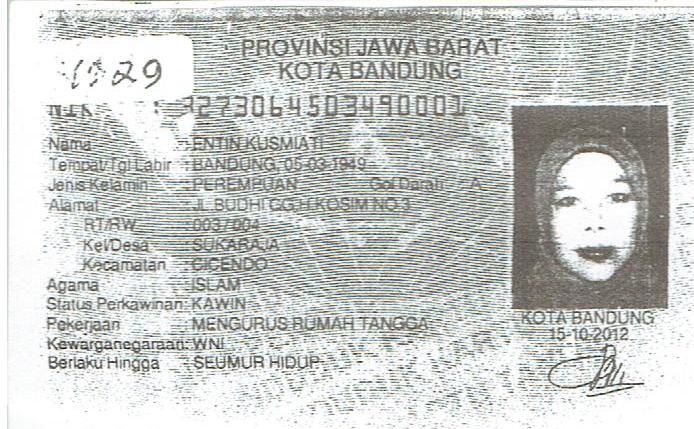 PROVINSI JAWA BARAT
KOTA BANDUNG
NIK : 3273064503490001
Nama : ENTIN KUSMIATI
Tempat/Tgl Lahir : BANDUNG, 05-03-1949
Jenis Kelamin : PEREMPUAN Gol Darah : A
Alamat : JL BUDHI GG.H.KOSIM NO.3
RT/RW : 003/004
Kel/Desa : SUKARAJA
Kecamatan : CICENDO
Agama : ISLAM
Status Perkawinan: KAWIN
Pekerjaan : MENGURUS RUMAH TANGGA
Kewarganegaraan: WNI
Berlaku Hingga : SEUMUR HIDUP
KOTA BANDUNG
15-10-2012